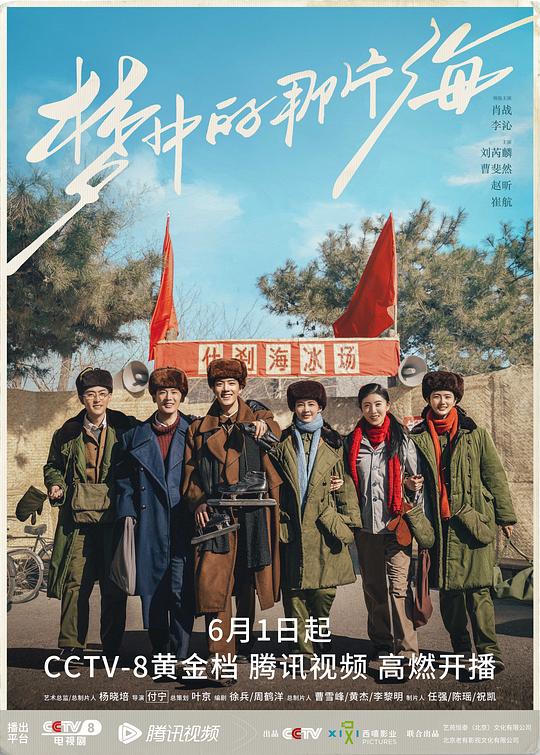 梦中的那片海
领衔主演
肖战
李沁
主演
刘芮麟
曹斐然
赵昕
崔航
什刹海冰场
6月1日起
CCTV-8黄金档 腾讯视频 高燃开播
艺术总监/总制片人 杨晓培 导演 付宁 总策划 叶京 编剧 徐兵/周鹤洋 总制片人 曹雪峰/黄杰/李黎明 制片人 任强/陈瑶/祝凯
播出平台 CCTV 8 电视剧 腾讯视频 出品 CCTV XIXI PICTURES 西嘻影业 联合出品